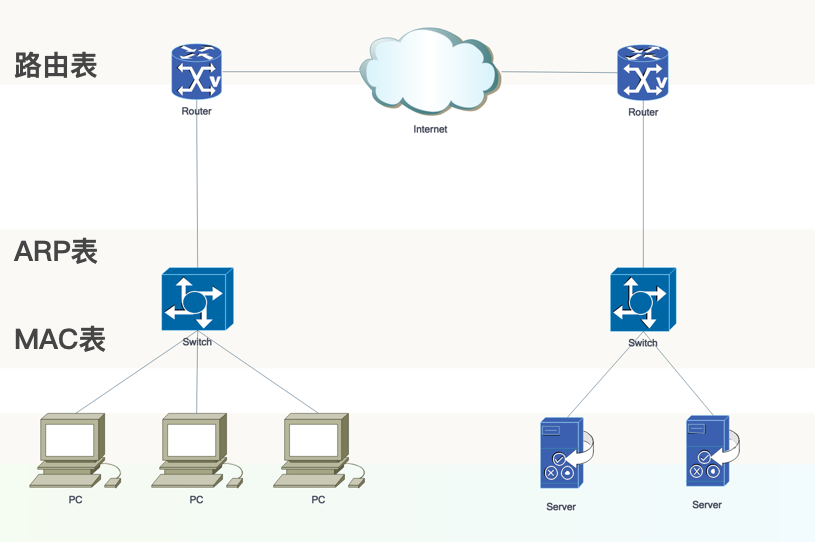 路由表
Router
Internet
Router
ARP表
MAC表
Switch
Switch
PC
PC
PC
Server
Server